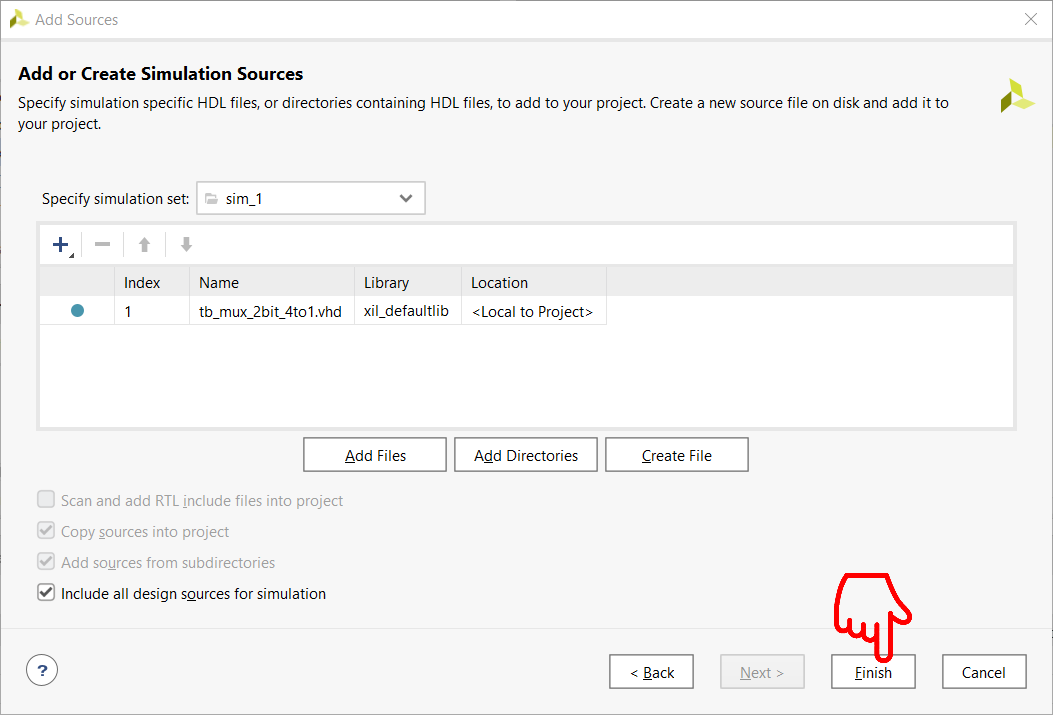 Add Sources
Add or Create Simulation Sources
Specify simulation specific HDL files, or directories containing HDL files, to add to your project. Create a new source file on disk and add it to
your project.
Specify simulation set: sim_1
Index Name Library Location
1 tb_mux_2bit_4to1.vhd xil_defaultlib <Local to Project>
Add Files Add Directories Create File
Scan and add RTL include files into project
Copy sources into project
Add sources from subdirectories
Include all design sources for simulation
? < Back Next > Finish Cancel